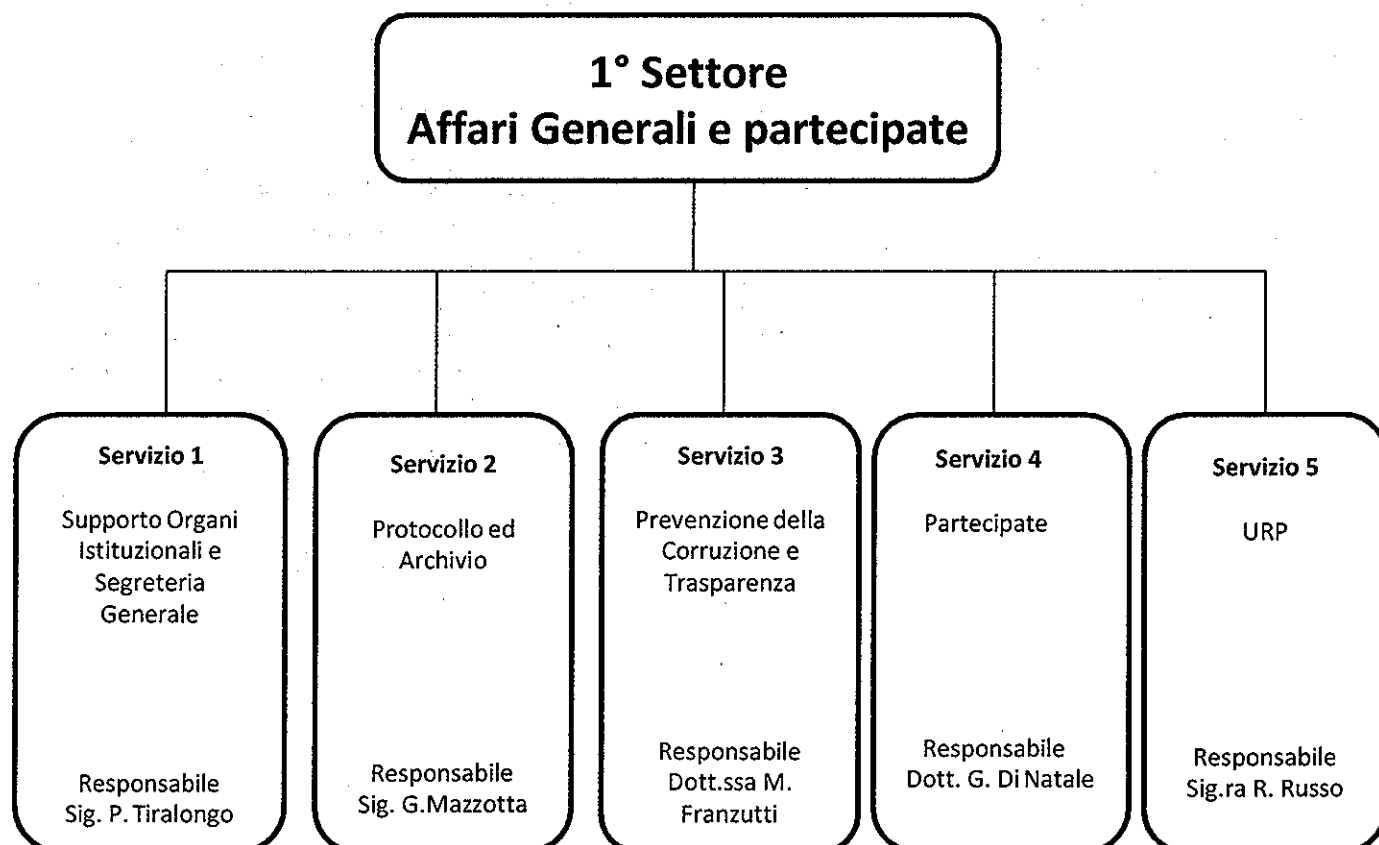 1° Settore
Affari Generali e partecipate
Servizio 1
Supporto Organi
Istituzionali e
Segreteria
Generale
Responsabile
Sig. P. Tiralongo
Servizio 2
Protocollo ed
Archivio
Responsabile
Sig. G.Mazzotta
Servizio 3
Prevenzione della
Corruzione e
Trasparenza
Responsabile
Dott.ssa M.
Franzutti
Servizio 4
Partecipate
Responsabile
Dott. G. Di Natale
Servizio 5
URP
Responsabile
Sig.ra R. Russo